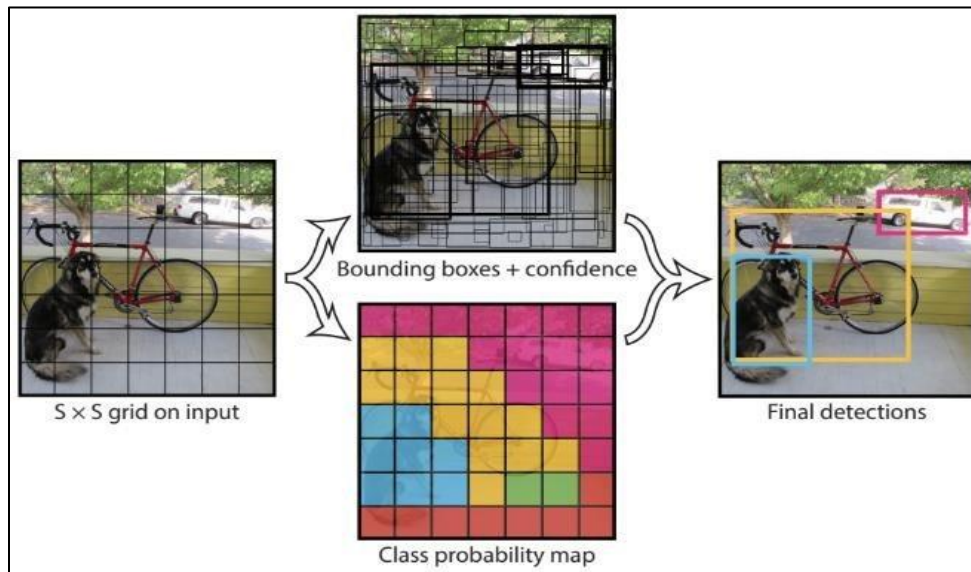 S × S grid on input
Bounding boxes + confidence
Class probability map
Final detections